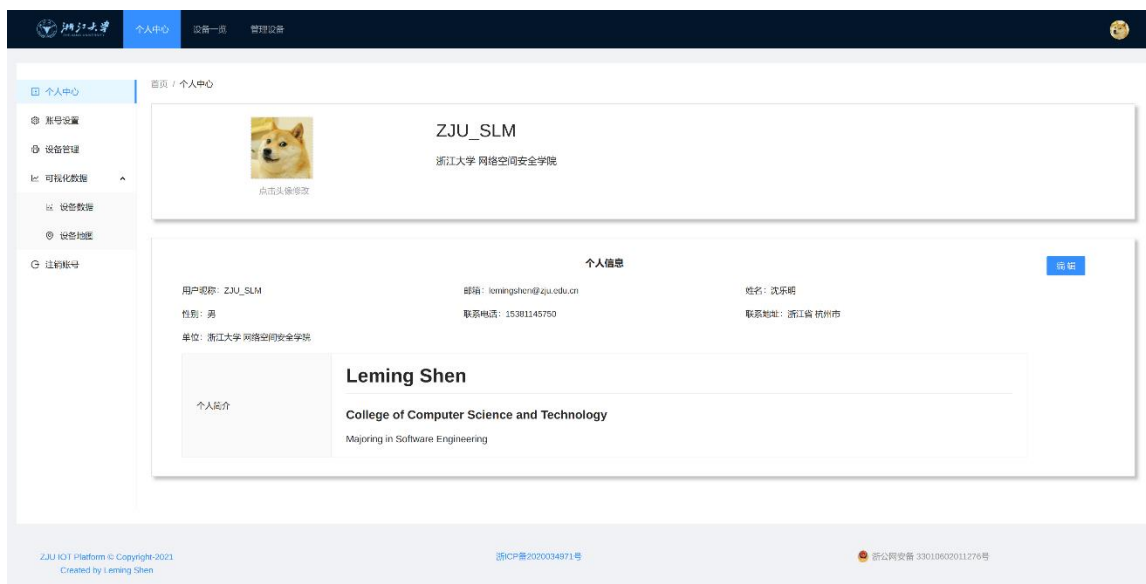 浙江大学 个人中心 设备一览 管理设备
个人中心
账号设置
设备管理
可视化数据
设备数据
设备地图
注销账号
首页 / 个人中心
ZJU_SLM
浙江大学 网络空间安全学院
点击头像修改
个人信息
编 辑
用户昵称：ZJU_SLM 邮箱：lemingshen@zju.edu.cn 姓名：沈乐明
性别：男 联系电话：15381145750 联系地址：浙江省 杭州市
单位：浙江大学 网络空间安全学院
个人简介
Leming Shen
College of Computer Science and Technology
Majoring in Software Engineering
ZJU IOT Platform © Copyright-2021
Created by Leming Shen
浙ICP备2020034971号
浙公网安备 33010602011276号